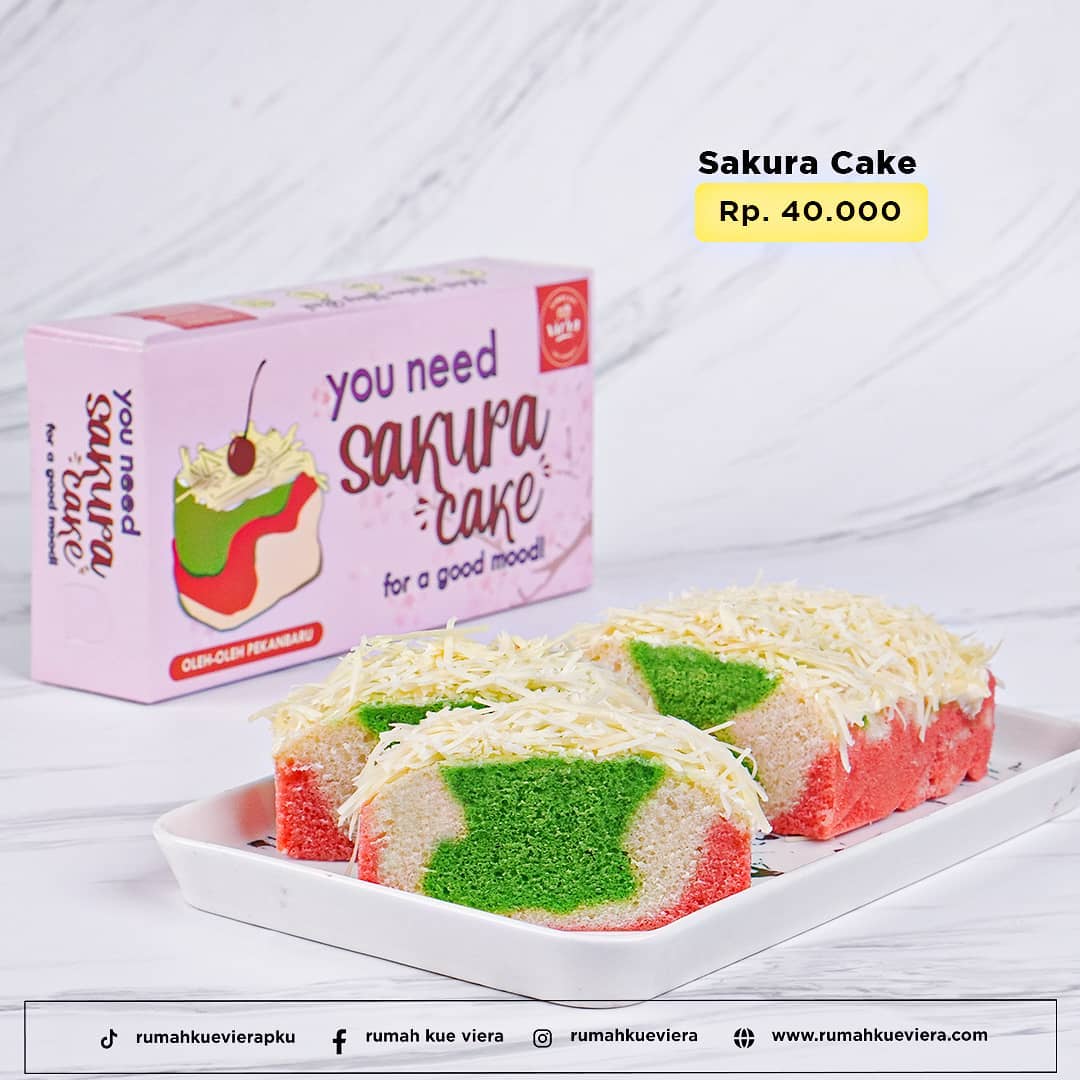 Sakura Cake
Rp. 40.000
you need
sakura
cake
for a good mood!
OLEH-OLEH PEKANBARU
you need
sakura
cake
for a good mood!
Viera
rumahkuevierapku
rumah kue viera
rumahkueviera
www.rumahkueviera.com